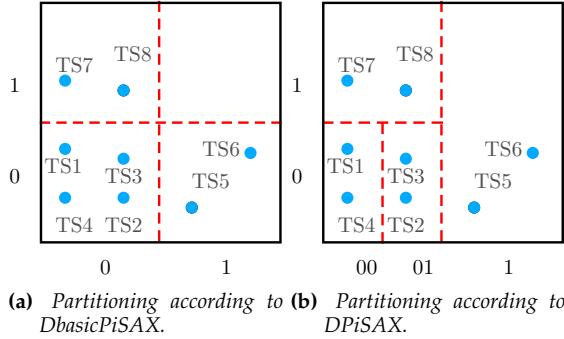 TS7 TS8
1
TS1 TS3 TS6
0
TS5
TS4 TS2
0 1
TS7 TS8
1
TS1 TS3 TS6
0
TS5
TS4 TS2
00 01 1
(a) Partitioning according to
DbasicPiSAX.
(b) Partitioning according to
DPiSAX.